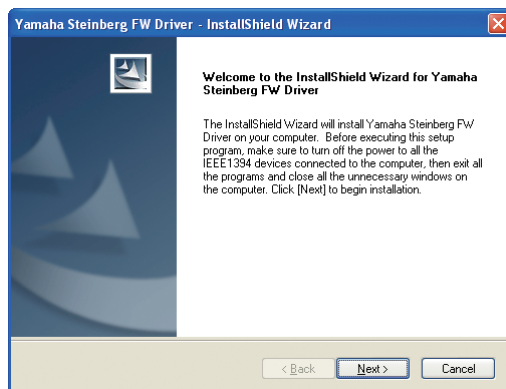 Yamaha Steinberg FW Driver - InstallShield Wizard
Welcome to the InstallShield Wizard for Yamaha
Steinberg FW Driver
The InstallShield Wizard will install Yamaha Steinberg FW
Driver on your computer.  Before executing this setup
program, make sure to turn off the power to all the
IEEE1394 devices connected to the computer, then exit all
the programs and close all the unnecessary windows on
the computer. Click [Next] to begin installation.
< Back
Next >
Cancel